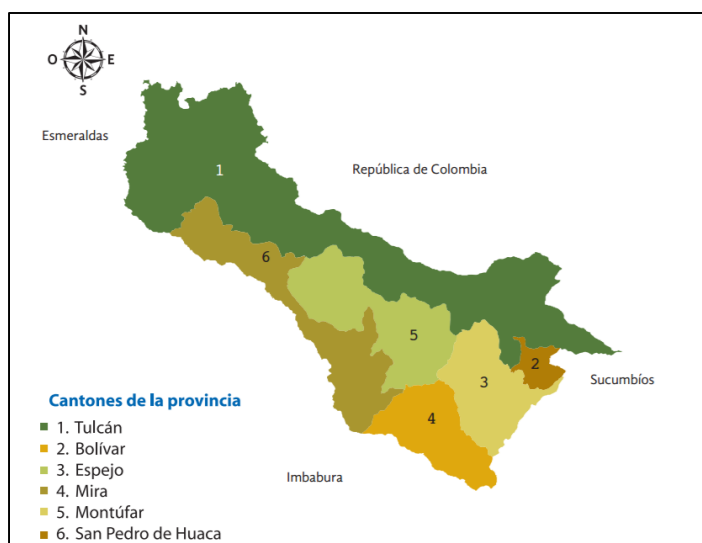 N
O E
S
Esmeraldas
República de Colombia
1
6
5
2
3
Sucumbíos
4
Imbabura
Cantones de la provincia
1. Tulcán
2. Bolívar
3. Espejo
4. Mira
5. Montúfar
6. San Pedro de Huaca